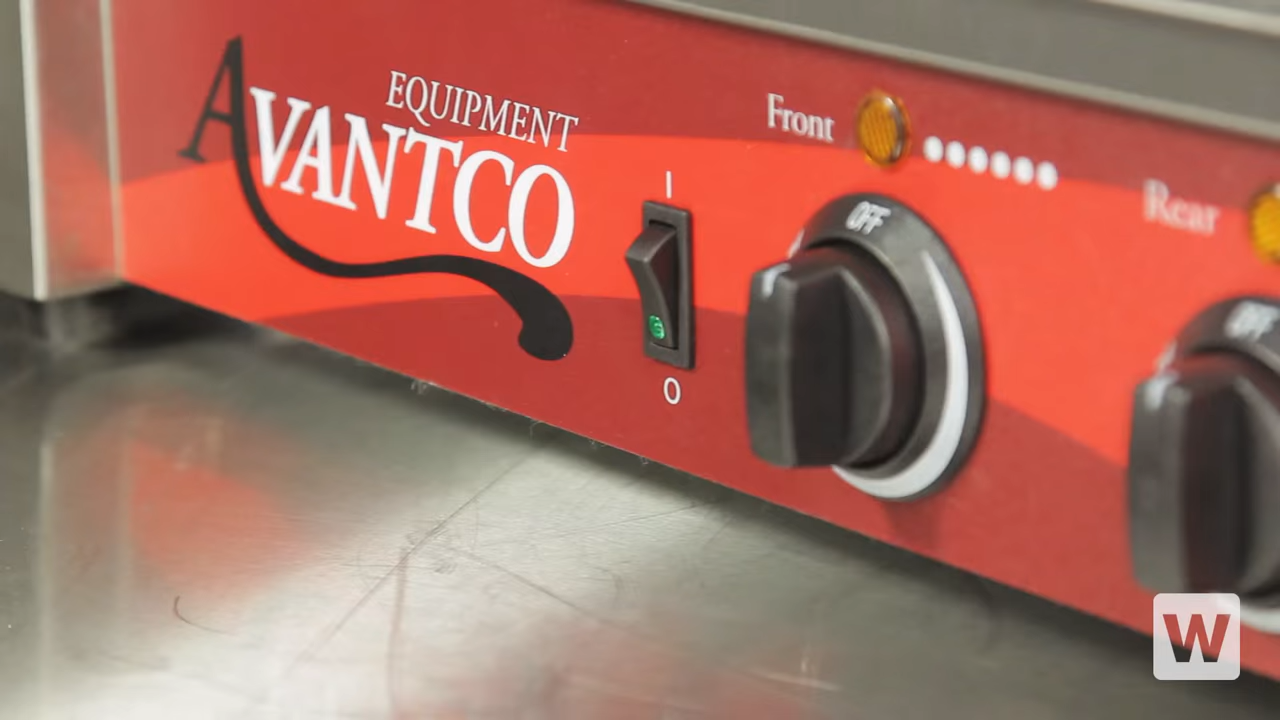 EQUIPMENT
AVANTCO
I
O
Front
OFF
Rear
OFF
W